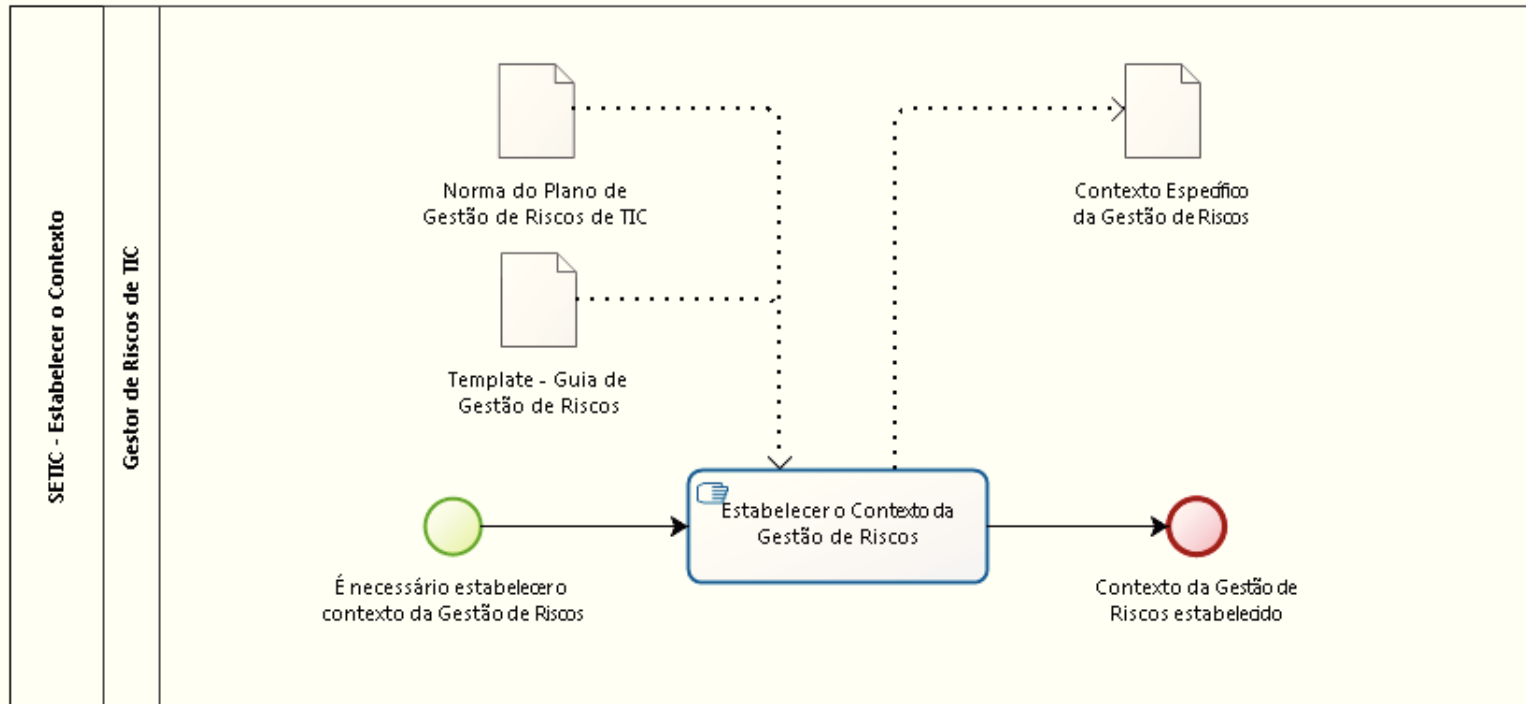 SETIC - Estabelecer o Contexto
Gestor de Riscos de TIC
Norma do Plano de
Gestão de Riscos de TIC
Contexto Específico
da Gestão de Riscos
Template - Guia de
Gestão de Riscos
Estabelecer o Contexto da
Gestão de Riscos
É necessário estabelecer o
contexto da Gestão de Riscos
Contexto da Gestão de
Riscos estabelecido